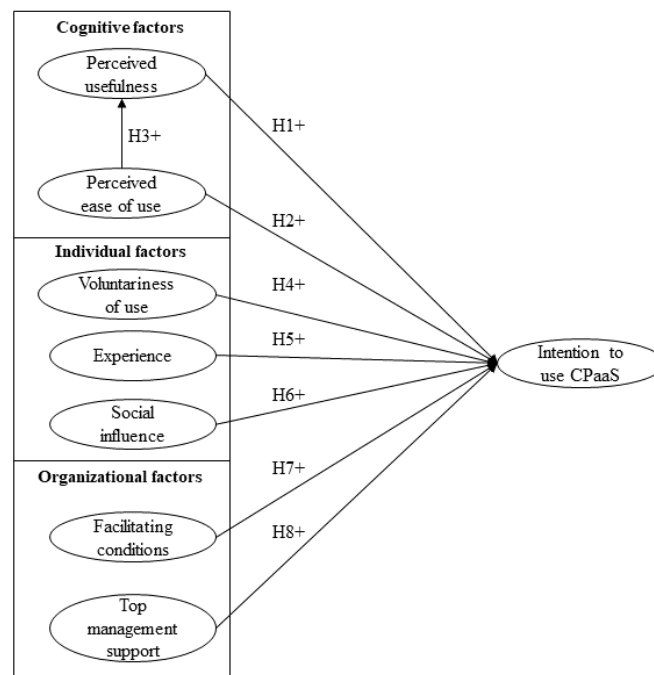 Cognitive factors
Perceived
usefulness
H1+
H3+
Perceived
ease of use
H2+
Individual factors
Voluntariness
of use
H4+
Experience
H5+
Intention to
use CPaaS
Social
influence
H6+
Organizational factors
H7+
Facilitating
conditions
H8+
Top
management
support